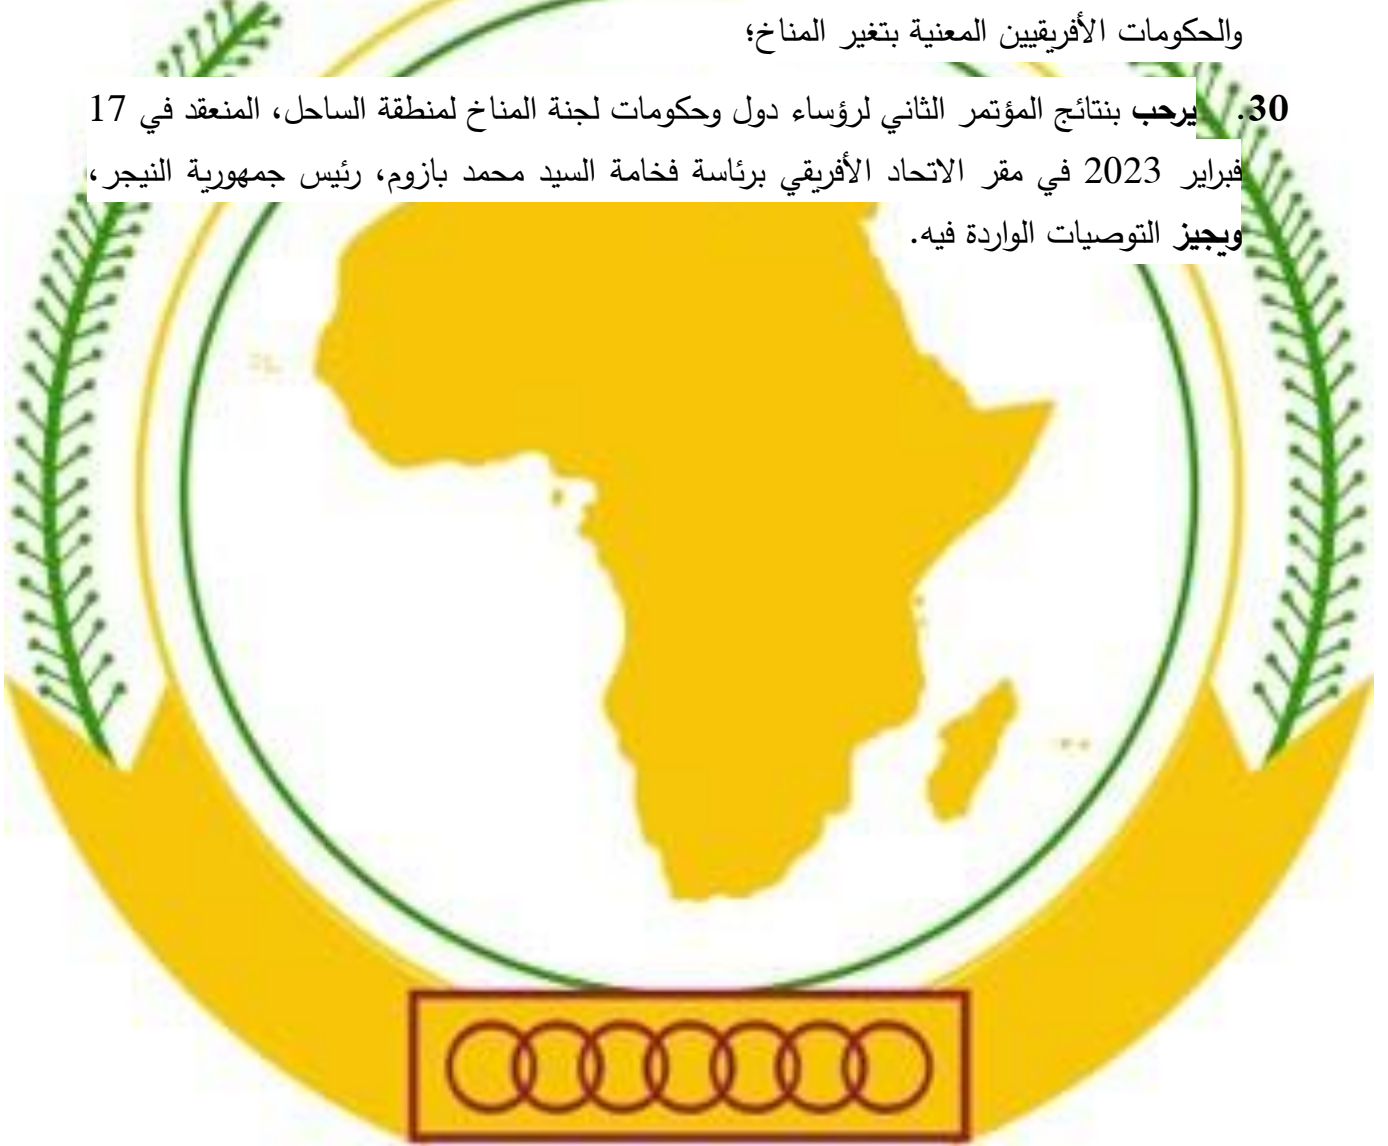 والحكومات الأفريقيين المعنية بتغير المناخ؛
30. يرحب بنتائج المؤتمر الثاني لرؤساء دول وحكومات لجنة المناخ لمنطقة الساحل، المنعقد في 17
فبراير 2023 في مقر الاتحاد الأفريقي برئاسة فخامة السيد محمد بازوم، رئيس جمهورية النيجر،
ويجيز التوصيات الواردة فيه.